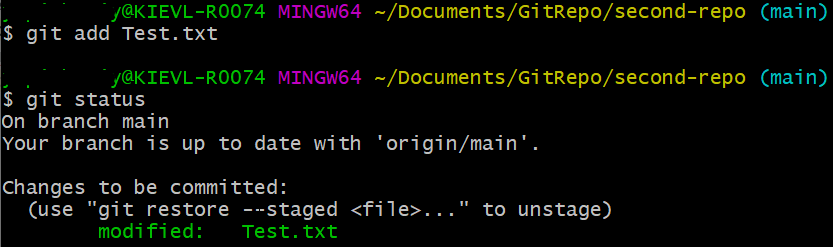 y@KIEVL-R0074 MINGW64 ~/Documents/GitRepo/second-repo (main)
$ git add Test.txt
y@KIEVL-R0074 MINGW64 ~/Documents/GitRepo/second-repo (main)
$ git status
On branch main
Your branch is up to date with 'origin/main'.
Changes to be committed:
(use "git restore --staged <file>..." to unstage)
modified: Test.txt